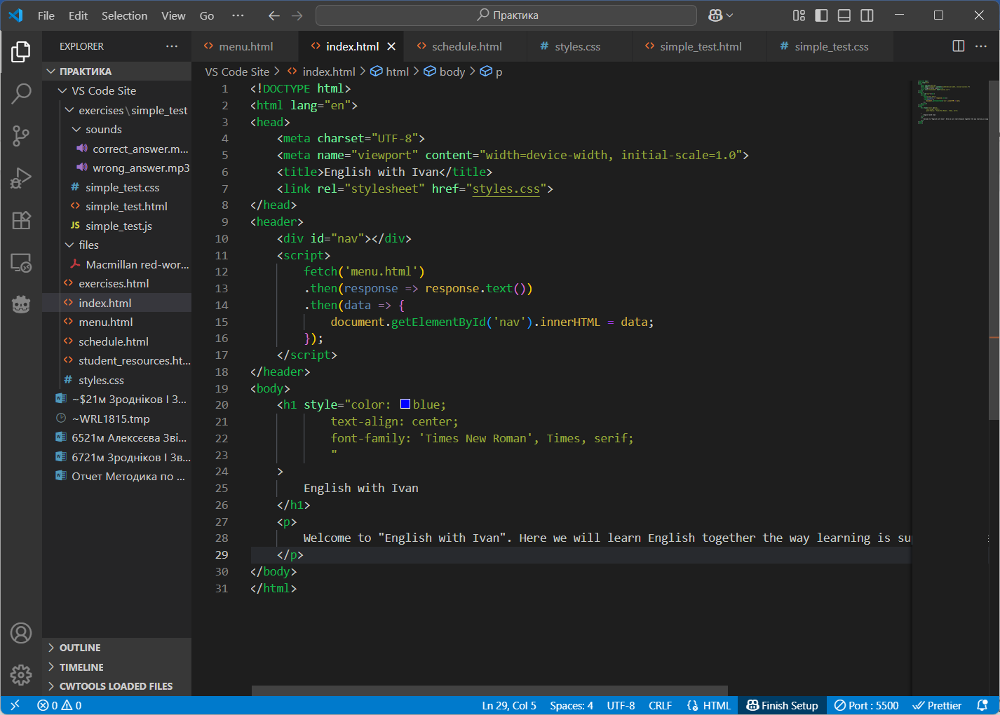 File Edit Selection View Go ··· Практика
EXPLORER ···
ПРАКТИКА
VS Code Site
exercises\simple_test
sounds
correct_answer.m...
wrong_answer.mp3
simple_test.css
simple_test.html
JS simple_test.js
files
Macmillan red-wor...
exercises.html
index.html
menu.html
schedule.html
student_resources.ht...
styles.css
~$21м Зродніков І З...
~WRL1815.tmp
6521м Алексєєва Зві...
6721м Зродніков І Зв...
Отчет Методика по ...
OUTLINE
TIMELINE
CWTOOLS LOADED FILES
menu.html index.html schedule.html # styles.css simple_test.html # simple_test.css
VS Code Site > index.html > html > body > p
1 <!DOCTYPE html>
2 <html lang="en">
3 <head>
4 <meta charset="UTF-8">
5 <meta name="viewport" content="width=device-width, initial-scale=1.0">
6 <title>English with Ivan</title>
7 <link rel="stylesheet" href="styles.css">
8 </head>
9 <header>
10 <div id="nav"></div>
11 <script>
12 fetch('menu.html')
13 .then(response => response.text())
14 .then(data => {
15 document.getElementById('nav').innerHTML = data;
16 });
17 </script>
18 </header>
19 <body>
20 <h1 style="color: blue;
21 text-align: center;
22 font-family: 'Times New Roman', Times, serif;
23 "
24 >
25 English with Ivan
26 </h1>
27 <p>
28 Welcome to "English with Ivan". Here we will learn English together the way learning is su
29 </p>
30 </body>
31 </html>
0 0 Ln 29, Col 5 Spaces: 4 UTF-8 CRLF HTML Finish Setup Port : 5500 Prettier